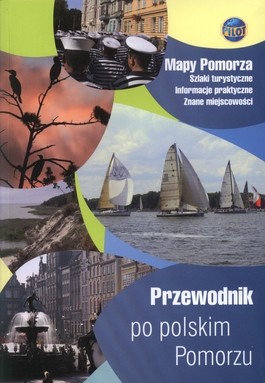 PILOT
Mapy Pomorza
Szlaki turystyczne
Informacje praktyczne
Znane miejscowości
Przewodnik
po polskim
Pomorzu